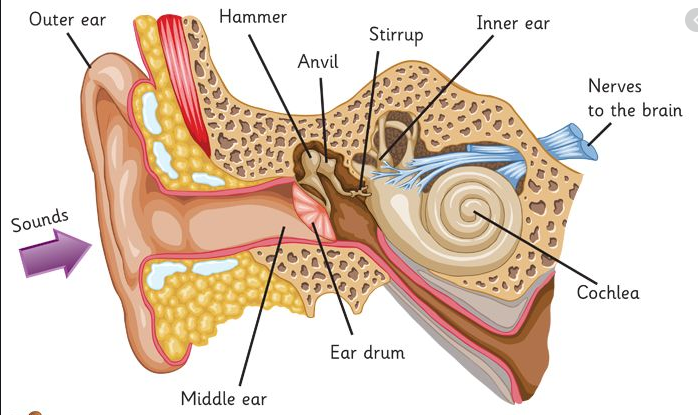 Outer ear
Hammer
Anvil
Stirrup
Inner ear
Nerves
to the brain
Sounds
Cochlea
Ear drum
Middle ear